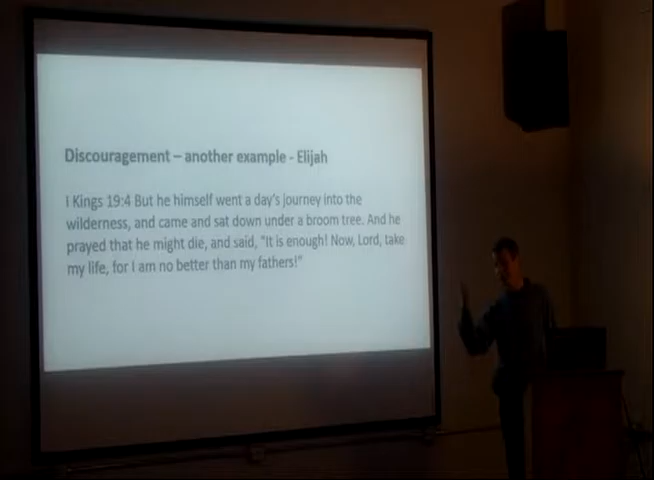 Discouragement – another example - Elijah
I Kings 19:4 But he himself went a day's journey into the
wilderness, and came and sat down under a broom tree. And he
prayed that he might die, and said, "It is enough! Now, Lord, take
my life, for I am no better than my fathers!"